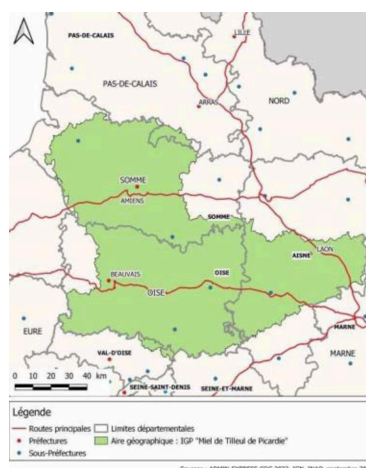 LILLE
PAS-DE-CALAIS
PAS-DE-CALAIS
NORD
ARRAS
SOMME
AMIENS
SOMME
LAON
AISNE
BEAUVAIS
OISE
OISE
EURE
MARNE
VAL-D'OISE
MARNE
SEINE-SAINT-DENIS
SEINE-ET-MARNE
0 10 20 30 40 km
Légende
Routes principales
Limites départementales
Préfectures
Aire géographique : IGP "Miel de Tilleul de Picardie"
Sous-Préfectures